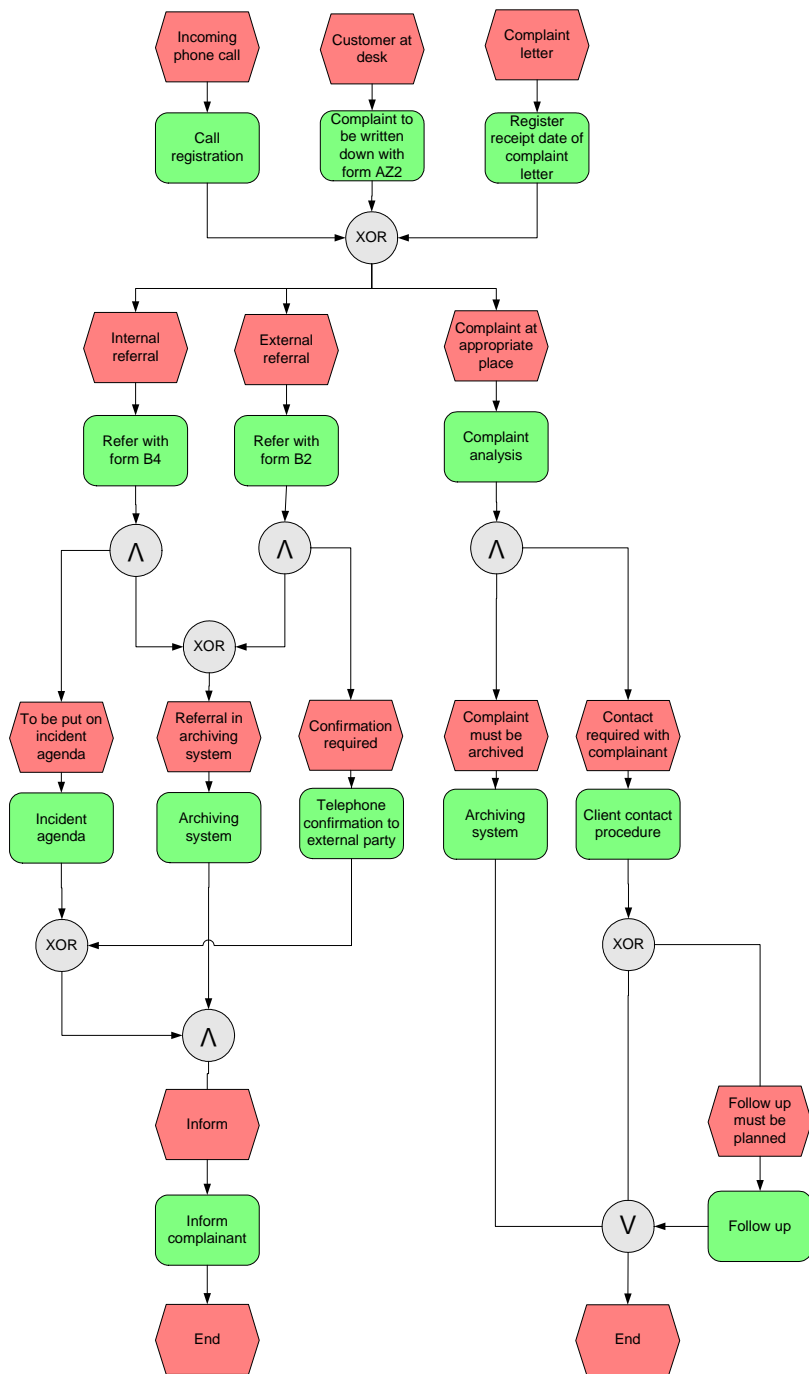 Incoming
phone call
Customer at
desk
Complaint
letter
Call
registration
Complaint to
be written
down with
form AZ2
Register
receipt date of
complaint
letter
XOR
Internal
referral
External
referral
Complaint at
appropriate
place
Refer with
form B4
Refer with
form B2
Complaint
analysis
Λ
Λ
Λ
XOR
To be put on
incident
agenda
Referral in
archiving
system
Confirmation
required
Complaint
must be
archived
Contact
required with
complainant
Incident
agenda
Archiving
system
Telephone
confirmation to
external party
Archiving
system
Client contact
procedure
XOR
XOR
Λ
Inform
Follow up
must be
planned
Inform
complainant
V
Follow up
End
End